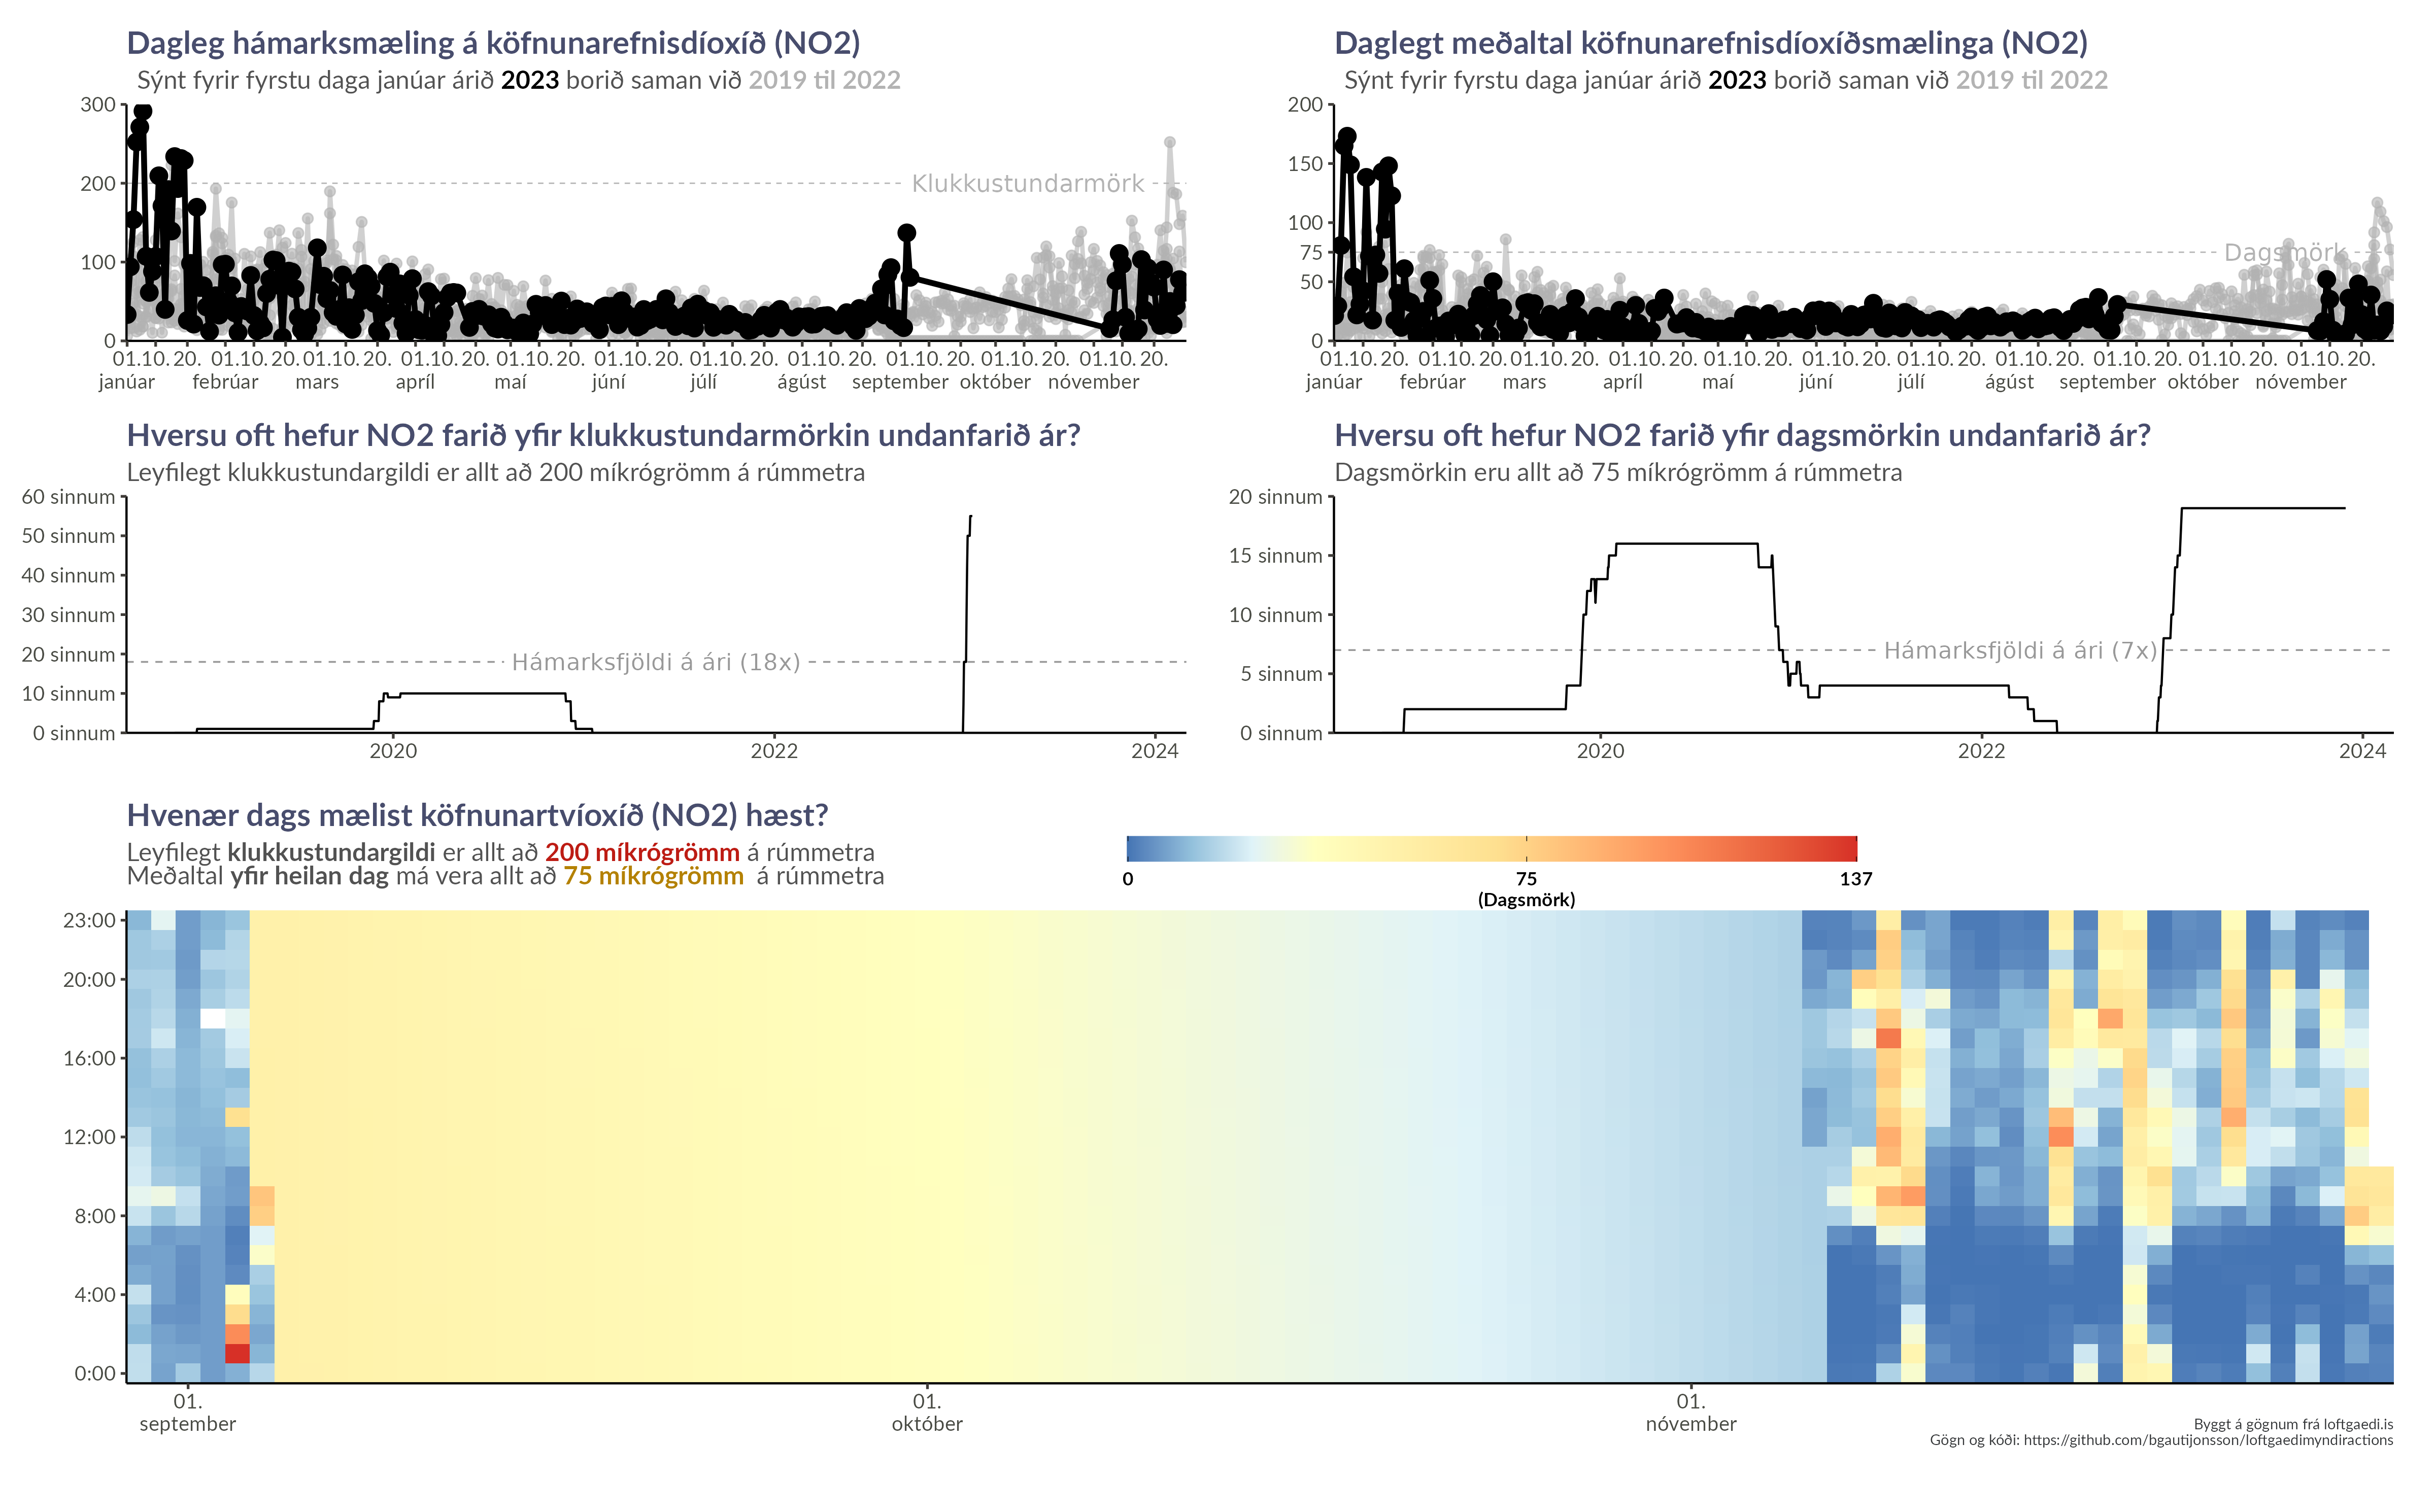 Dagleg hámarksmæling á köfnunarefnisdíoxíð (NO2)
Sýnt fyrir fyrstu daga janúar árið 2023 borið saman við 2019 til 2022
300
200
100
0
Klukkustundarmörk
01. 10. 20. 01. 10. 20. 01. 10. 20. 01. 10. 20. 01. 10. 20. 01. 10. 20. 01. 10. 20. 01. 10. 20. 01. 10. 20. 01. 10. 20. 01. 10. 20.
janúar febrúar mars apríl maí júní júlí ágúst september október nóvember
Daglegt meðaltal köfnunarefnisdíoxíðsmælinga (NO2)
Sýnt fyrir fyrstu daga janúar árið 2023 borið saman við 2019 til 2022
200
150
100
75
50
0
Dagsmörk
01. 10. 20. 01. 10. 20. 01. 10. 20. 01. 10. 20. 01. 10. 20. 01. 10. 20. 01. 10. 20. 01. 10. 20. 01. 10. 20. 01. 10. 20. 01. 10. 20.
janúar febrúar mars apríl maí júní júlí ágúst september október nóvember
Hversu oft hefur NO2 farið yfir klukkustundarmörkin undanfarið ár?
Leyfilegt klukkustundargildi er allt að 200 míkrógrömm á rúmmetra
60 sinnum
50 sinnum
40 sinnum
30 sinnum
20 sinnum
10 sinnum
0 sinnum
Hámarksfjöldi á ári (18x)
2020 2022 2024
Hversu oft hefur NO2 farið yfir dagsmörkin undanfarið ár?
Dagsmörkin eru allt að 75 míkrógrömm á rúmmetra
20 sinnum
15 sinnum
10 sinnum
5 sinnum
0 sinnum
Hámarksfjöldi á ári (7x)
2020 2022 2024
Hvenær dags mælist köfnunartvíoxíð (NO2) hæst?
Leyfilegt klukkustundargildi er allt að 200 míkrógrömm á rúmmetra
Meðaltal yfir heilan dag má vera allt að 75 míkrógrömm á rúmmetra
0 75 137
(Dagsmörk)
23:00
20:00
16:00
12:00
8:00
4:00
0:00
01. 01. 01.
september október nóvember
Byggt á gögnum frá loftgaedi.is
Gögn og kóði: https://github.com/bgautijonsson/loftgaedimyndiractions